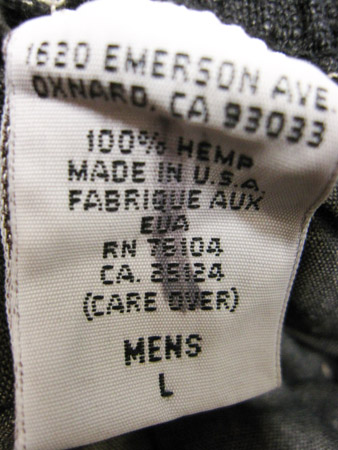 1620 EMERSON AVE.
OXNARD, CA 93033
100% HEMP
MADE IN U.S.A.
FABRIQUE AUX
EUA
RN 76104
CA.
(CARE OVER)
MENS
L